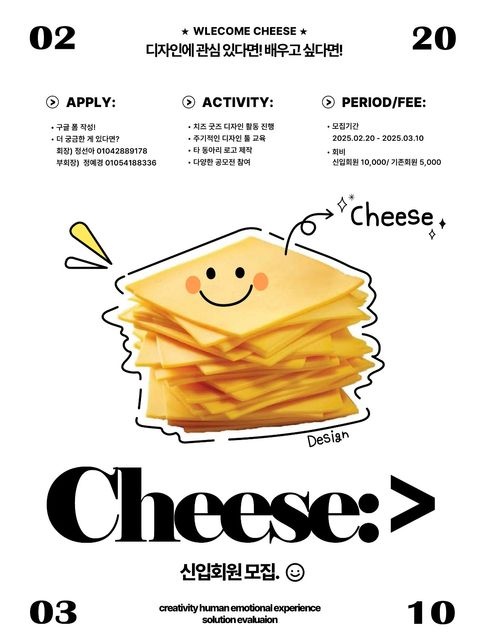 02
★ WLECOME CHEESE ★
20
디자인에 관심 있다면! 배우고 싶다면!
APPLY:
• 구글 폼 작성!
• 더 궁금한 게 있다면?
회장) 정선아 01042889178
부회장) 정예경 01054188336
ACTIVITY:
• 치즈 굿즈 디자인 활동 진행
• 주기적인 디자인 툴 교육
• 타 동아리 로고 제작
• 다양한 공모전 참여
PERIOD/FEE:
• 모집기간
2025.02.20 - 2025.03.10
• 회비
신입회원 10,000/ 기존회원 5,000
Cheese
Design
Cheese:>
신입회원 모집.
03
creativity human emotional experience
solution evaluaion
10